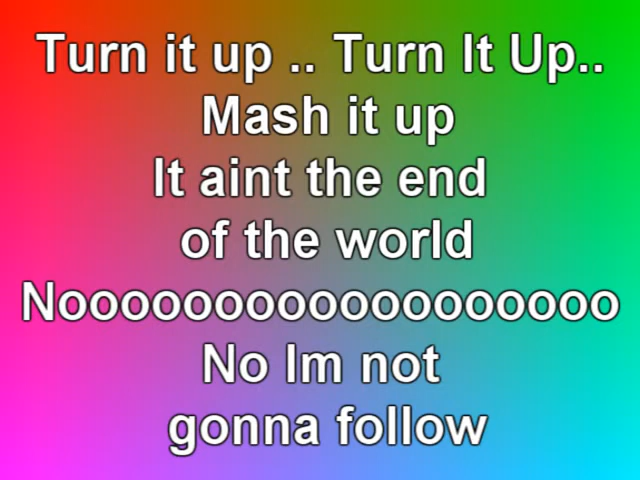 Turn it up .. Turn It Up..
Mash it up
It aint the end
of the world
Noooooooooooooooooo
No Im not
gonna follow